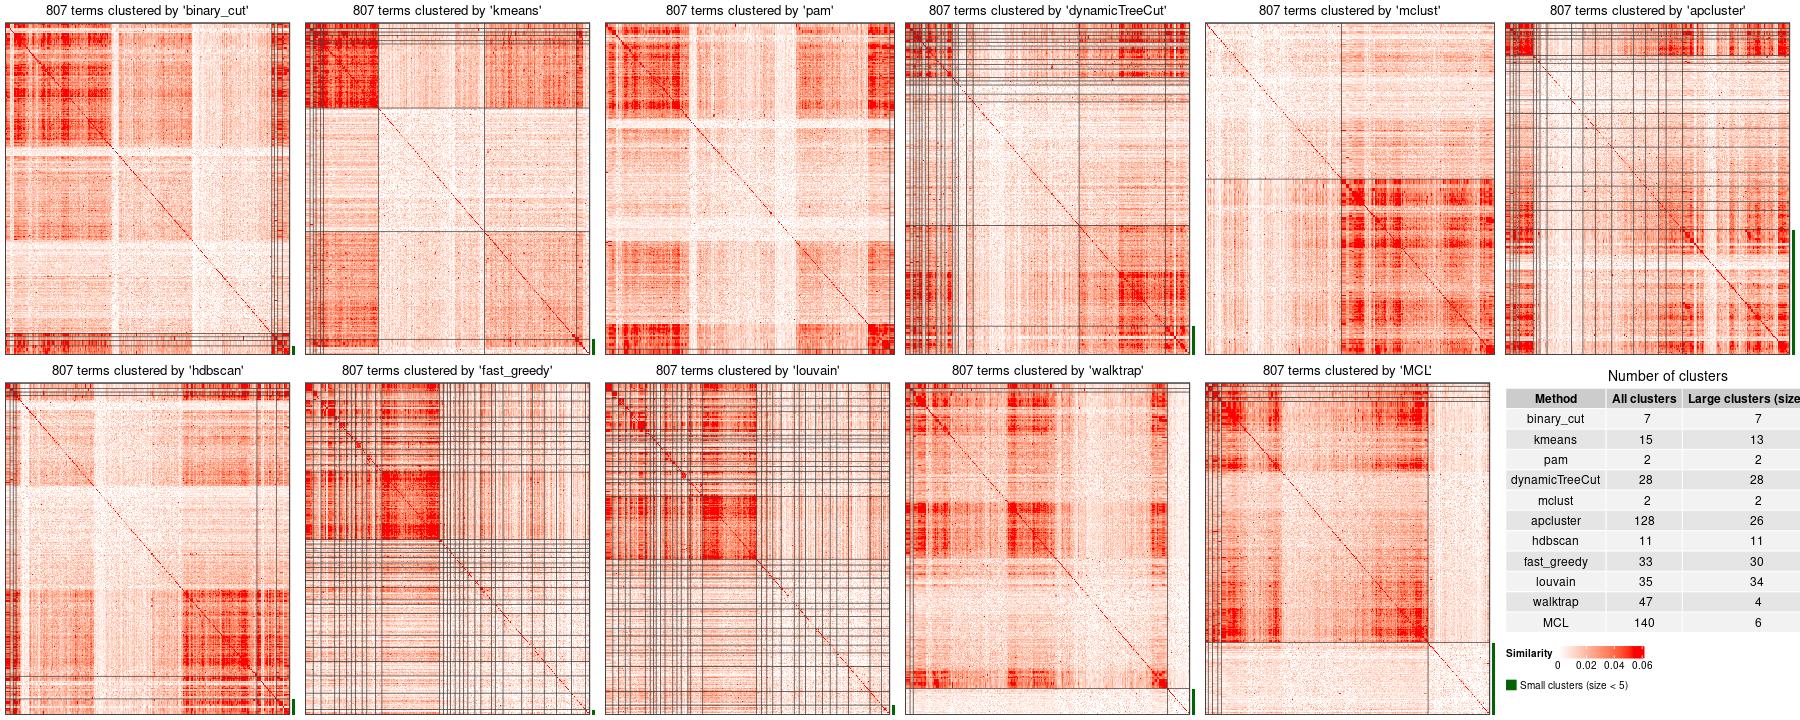 807 terms clustered by 'binary_cut'
807 terms clustered by 'kmeans'
807 terms clustered by 'pam'
807 terms clustered by 'dynamicTreeCut'
807 terms clustered by 'mclust'
807 terms clustered by 'apcluster'
807 terms clustered by 'hdbscan'
807 terms clustered by 'fast_greedy'
807 terms clustered by 'louvain'
807 terms clustered by 'walktrap'
807 terms clustered by 'MCL'
Number of clusters
Method All clusters Large clusters (size
binary_cut 7 7
kmeans 15 13
pam 2 2
dynamicTreeCut 28 28
mclust 2 2
apcluster 128 26
hdbscan 11 11
fast_greedy 33 30
louvain 35 34
walktrap 47 4
MCL 140 6
Similarity
0 0.02 0.04 0.06
Small clusters (size < 5)